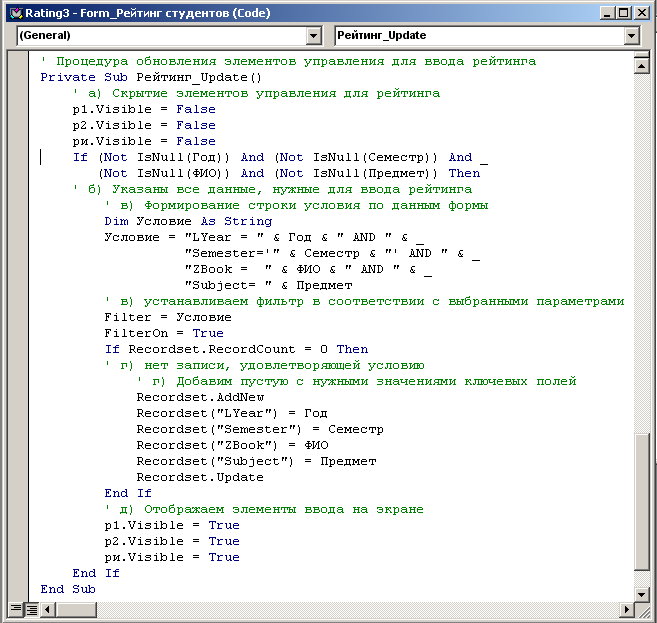 Rating3 - Form_Рейтинг студентов (Code)
(General) Рейтинг_Update
' Процедура обновления элементов управления для ввода рейтинга
Private Sub Рейтинг_Update()
' а) Скрытие элементов управления для рейтинга
р1.Visible = False
р2.Visible = False
ри.Visible = False
If (Not IsNull(Год)) And (Not IsNull(Семестр)) And _
(Not IsNull(ФИО)) And (Not IsNull(Предмет)) Then
' б) Указаны все данные, нужные для ввода рейтинга
' в) Формирование строки условия по данным формы
Dim Условие As String
Условие = "LYear = " & Год & " AND " & _
"Semester='" & Семестр & "' AND " & _
"ZBook =  " & ФИО & " AND " & _
"Subject= " & Предмет
' в) устанавливаем фильтр в соответствии с выбранными параметрами
Filter = Условие
FilterOn = True
If Recordset.RecordCount = 0 Then
' г) нет записи, удовлетворяющей условию
' г) Добавим пустую с нужными значениями ключевых полей
Recordset.AddNew
Recordset("LYear") = Год
Recordset("Semester") = Семестр
Recordset("ZBook") = ФИО
Recordset("Subject") = Предмет
Recordset.Update
End If
' д) Отображаем элементы ввода на экране
р1.Visible = True
р2.Visible = True
ри.Visible = True
End If
End Sub